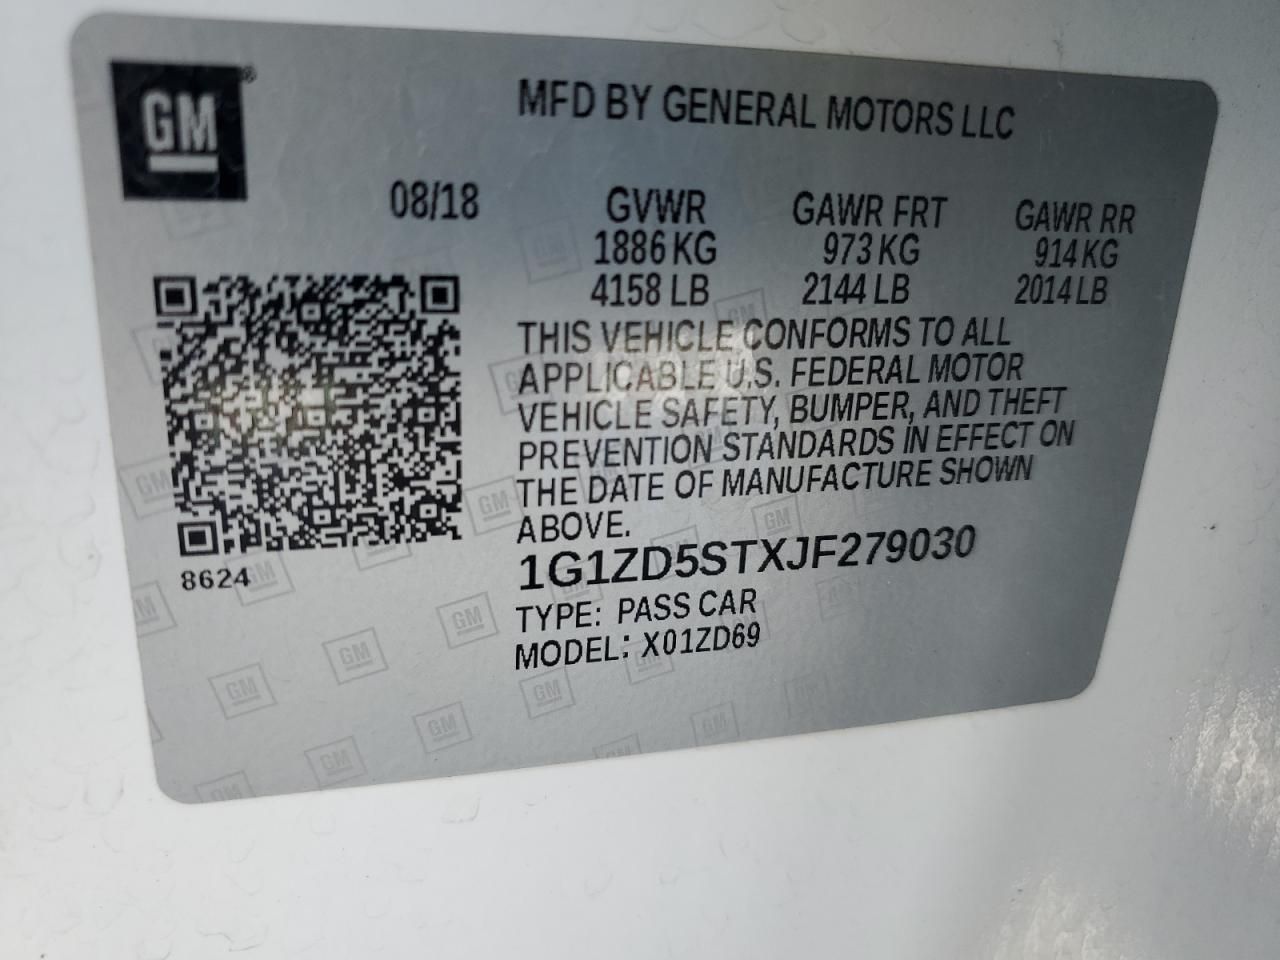 GM
MFD BY GENERAL MOTORS LLC
08/18
GVWR
1886 KG
4158 LB
GAWR FRT
973 KG
2144 LB
GAWR RR
914 KG
2014 LB
THIS VEHICLE CONFORMS TO ALL
APPLICABLE U.S. FEDERAL MOTOR
VEHICLE SAFETY, BUMPER, AND THEFT
PREVENTION STANDARDS IN EFFECT ON
THE DATE OF MANUFACTURE SHOWN
ABOVE.
8624
1G1ZD5STXJF279030
TYPE: PASS CAR
MODEL: X01ZD69